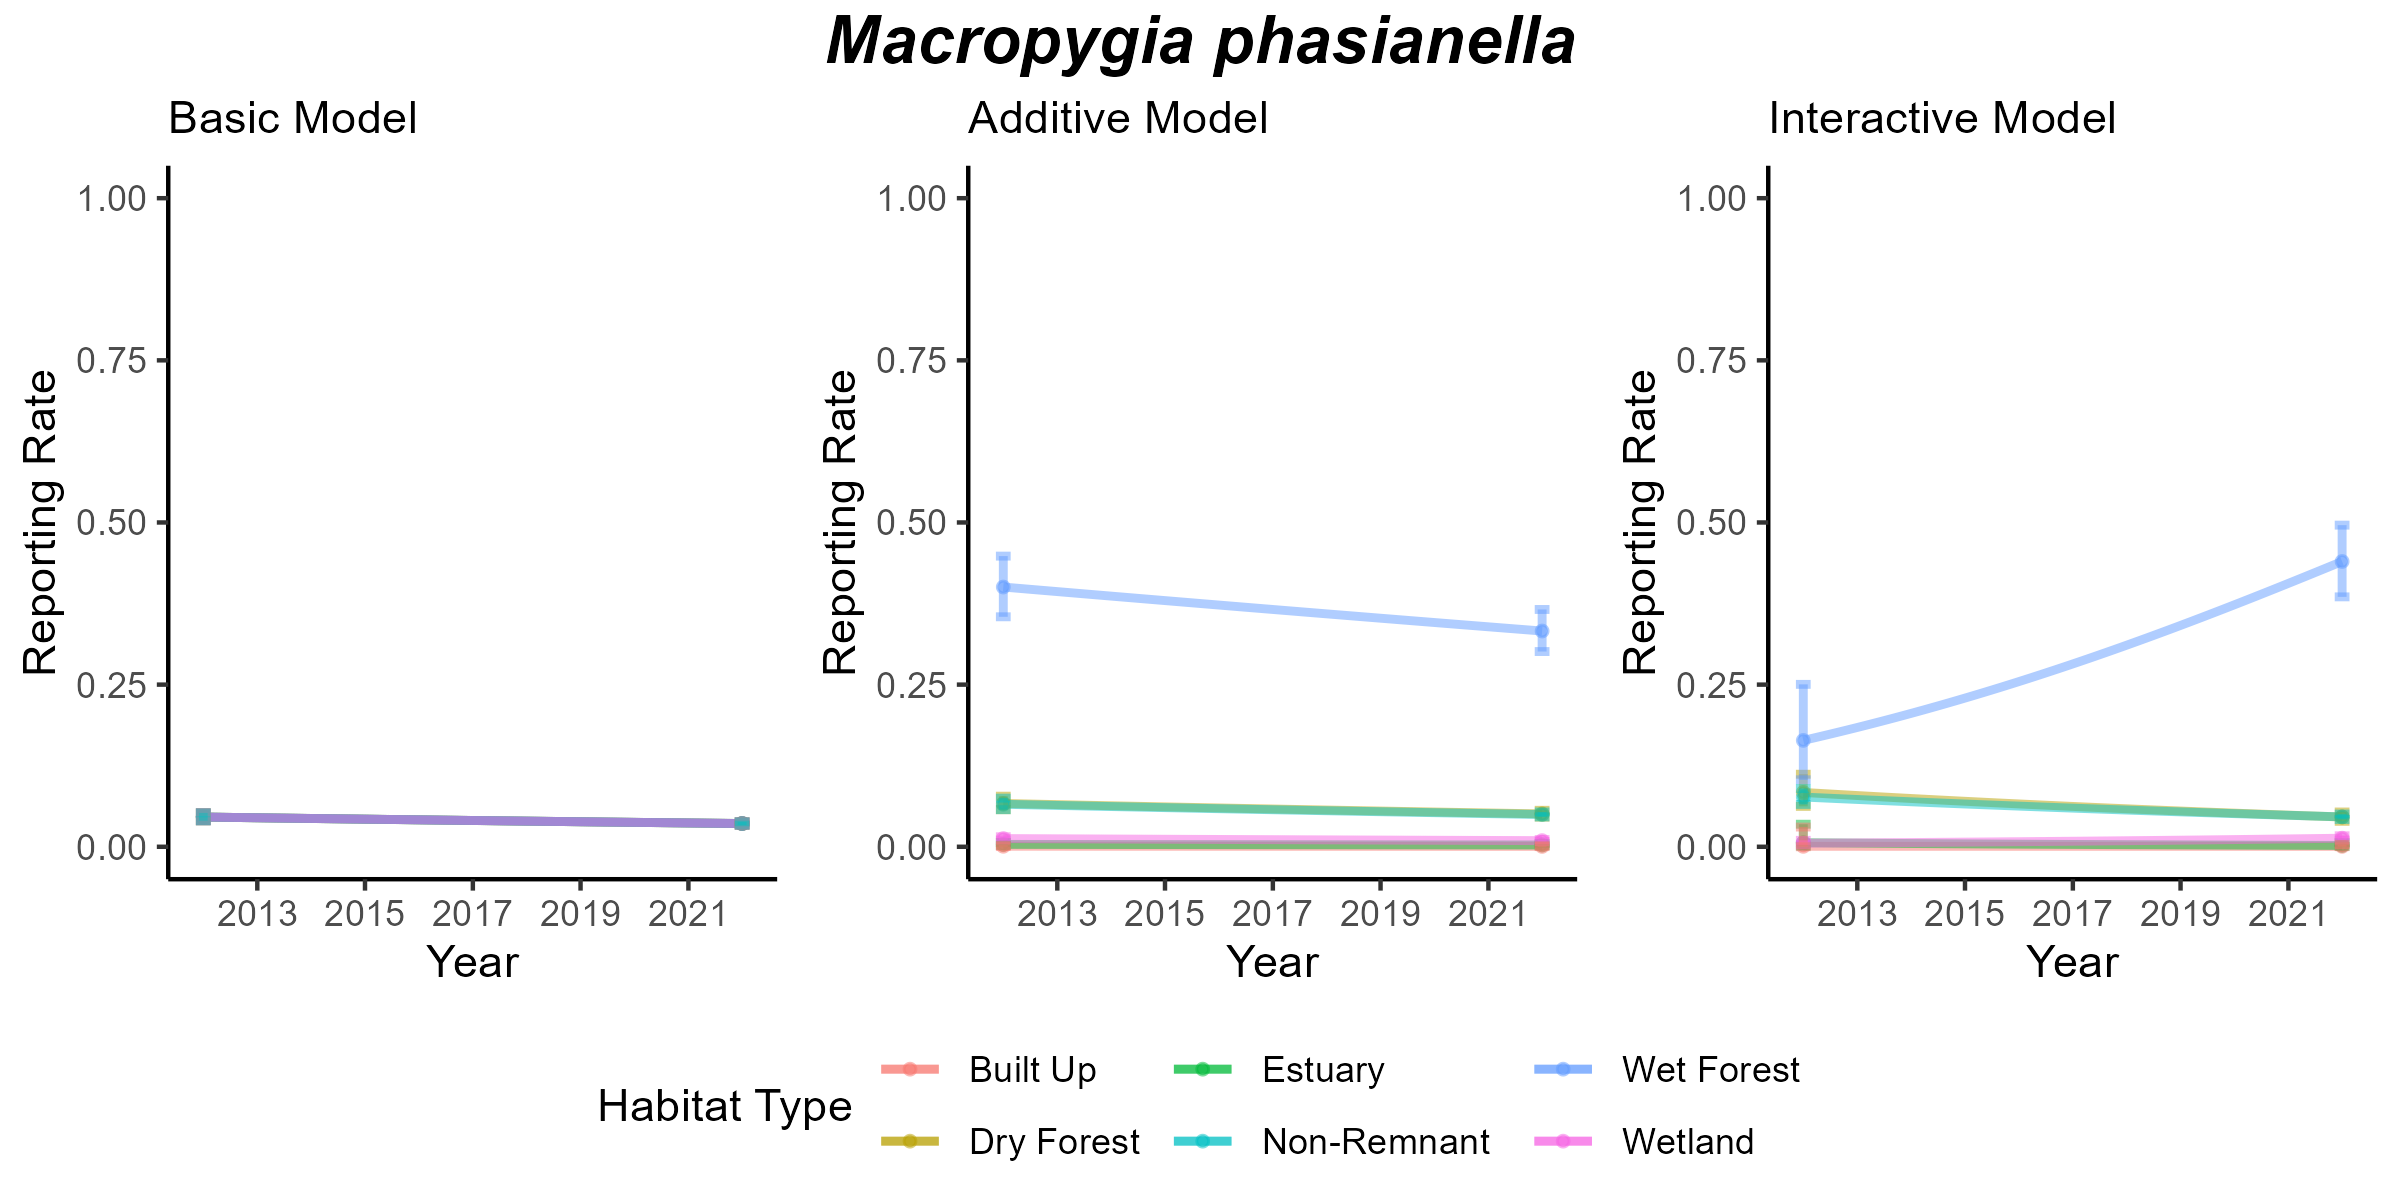 Macropygia phasianella
Basic Model
Additive Model
Interactive Model
Reporting Rate
1.00
0.75
0.50
0.25
0.00
2013 2015 2017 2019 2021
Year
Reporting Rate
1.00
0.75
0.50
0.25
0.00
2013 2015 2017 2019 2021
Year
Reporting Rate
1.00
0.75
0.50
0.25
0.00
2013 2015 2017 2019 2021
Year
Habitat Type
Built Up
Estuary
Wet Forest
Dry Forest
Non-Remnant
Wetland